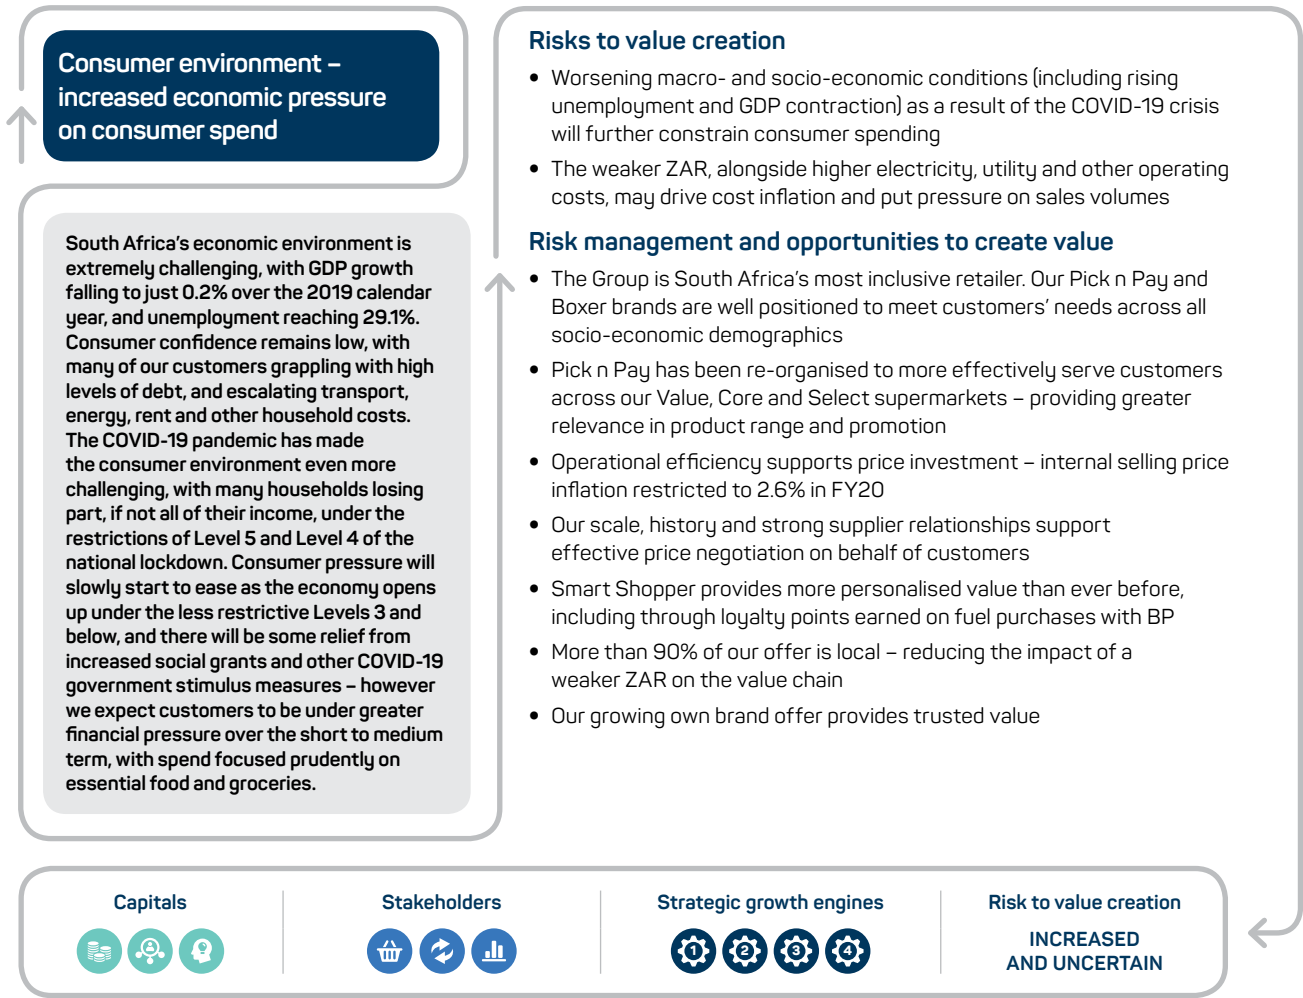 Consumer environment –
increased economic pressure
on consumer spend
South Africa's economic environment is
extremely challenging, with GDP growth
falling to just 0.2% over the 2019 calendar
year, and unemployment reaching 29.1%.
Consumer confidence remains low, with
many of our customers grappling with high
levels of debt, and escalating transport,
energy, rent and other household costs.
The COVID-19 pandemic has made
the consumer environment even more
challenging, with many households losing
part, if not all of their income, under the
restrictions of Level 5 and Level 4 of the
national lockdown. Consumer pressure will
slowly start to ease as the economy opens
up under the less restrictive Levels 3 and
below, and there will be some relief from
increased social grants and other COVID-19
government stimulus measures – however
we expect customers to be under greater
financial pressure over the short to medium
term, with spend focused prudently on
essential food and groceries.
Risks to value creation
• Worsening macro- and socio-economic conditions (including rising
unemployment and GDP contraction) as a result of the COVID-19 crisis
will further constrain consumer spending
• The weaker ZAR, alongside higher electricity, utility and other operating
costs, may drive cost inflation and put pressure on sales volumes
Risk management and opportunities to create value
• The Group is South Africa's most inclusive retailer. Our Pick n Pay and
Boxer brands are well positioned to meet customers' needs across all
socio-economic demographics
• Pick n Pay has been re-organised to more effectively serve customers
across our Value, Core and Select supermarkets – providing greater
relevance in product range and promotion
• Operational efficiency supports price investment – internal selling price
inflation restricted to 2.6% in FY20
• Our scale, history and strong supplier relationships support
effective price negotiation on behalf of customers
• Smart Shopper provides more personalised value than ever before,
including through loyalty points earned on fuel purchases with BP
• More than 90% of our offer is local – reducing the impact of a
weaker ZAR on the value chain
• Our growing own brand offer provides trusted value
Capitals
Stakeholders
Strategic growth engines
1 2 3 4
Risk to value creation
INCREASED
AND UNCERTAIN